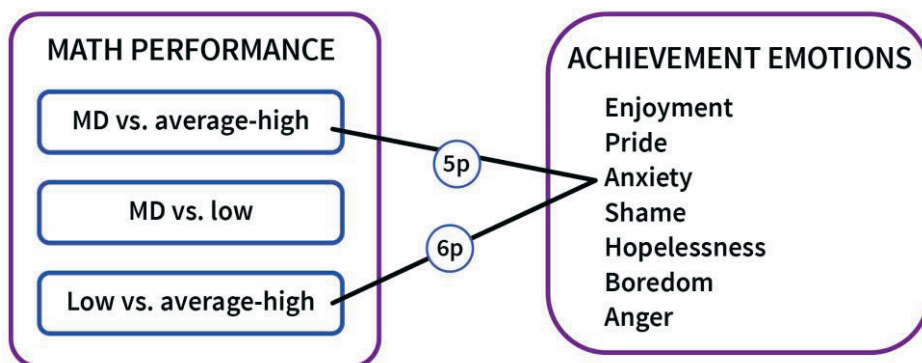 MATH PERFORMANCE
MD vs. average-high
MD vs. low
Low vs. average-high
5p
6p
ACHIEVEMENT EMOTIONS
Enjoyment
Pride
Anxiety
Shame
Hopelessness
Boredom
Anger